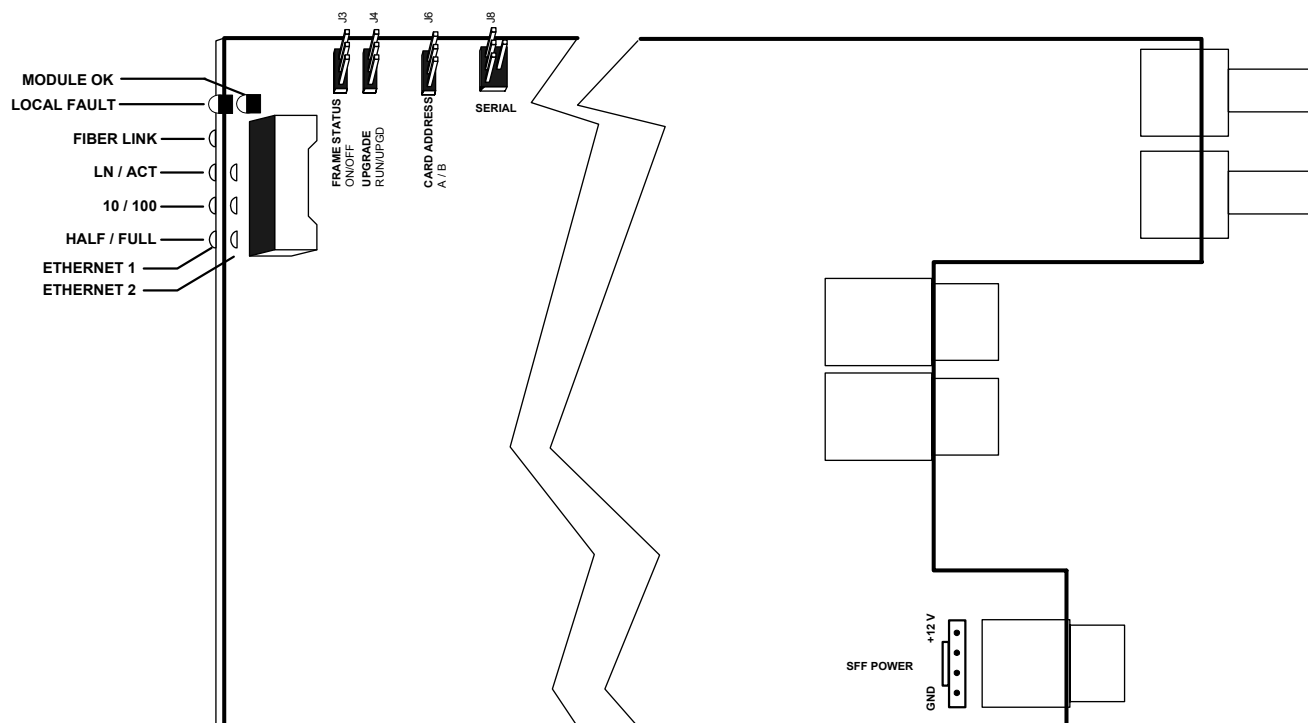 J3
J4
J6
J8
MODULE OK
LOCAL FAULT
FIBER LINK
LN / ACT
10 / 100
HALF / FULL
ETHERNET 1
ETHERNET 2
FRAME STATUS
ON/OFF
UPGRADE
RUN/UPGD
CARD ADDRESS
A / B
SERIAL
SFF POWER
+12 V
GND